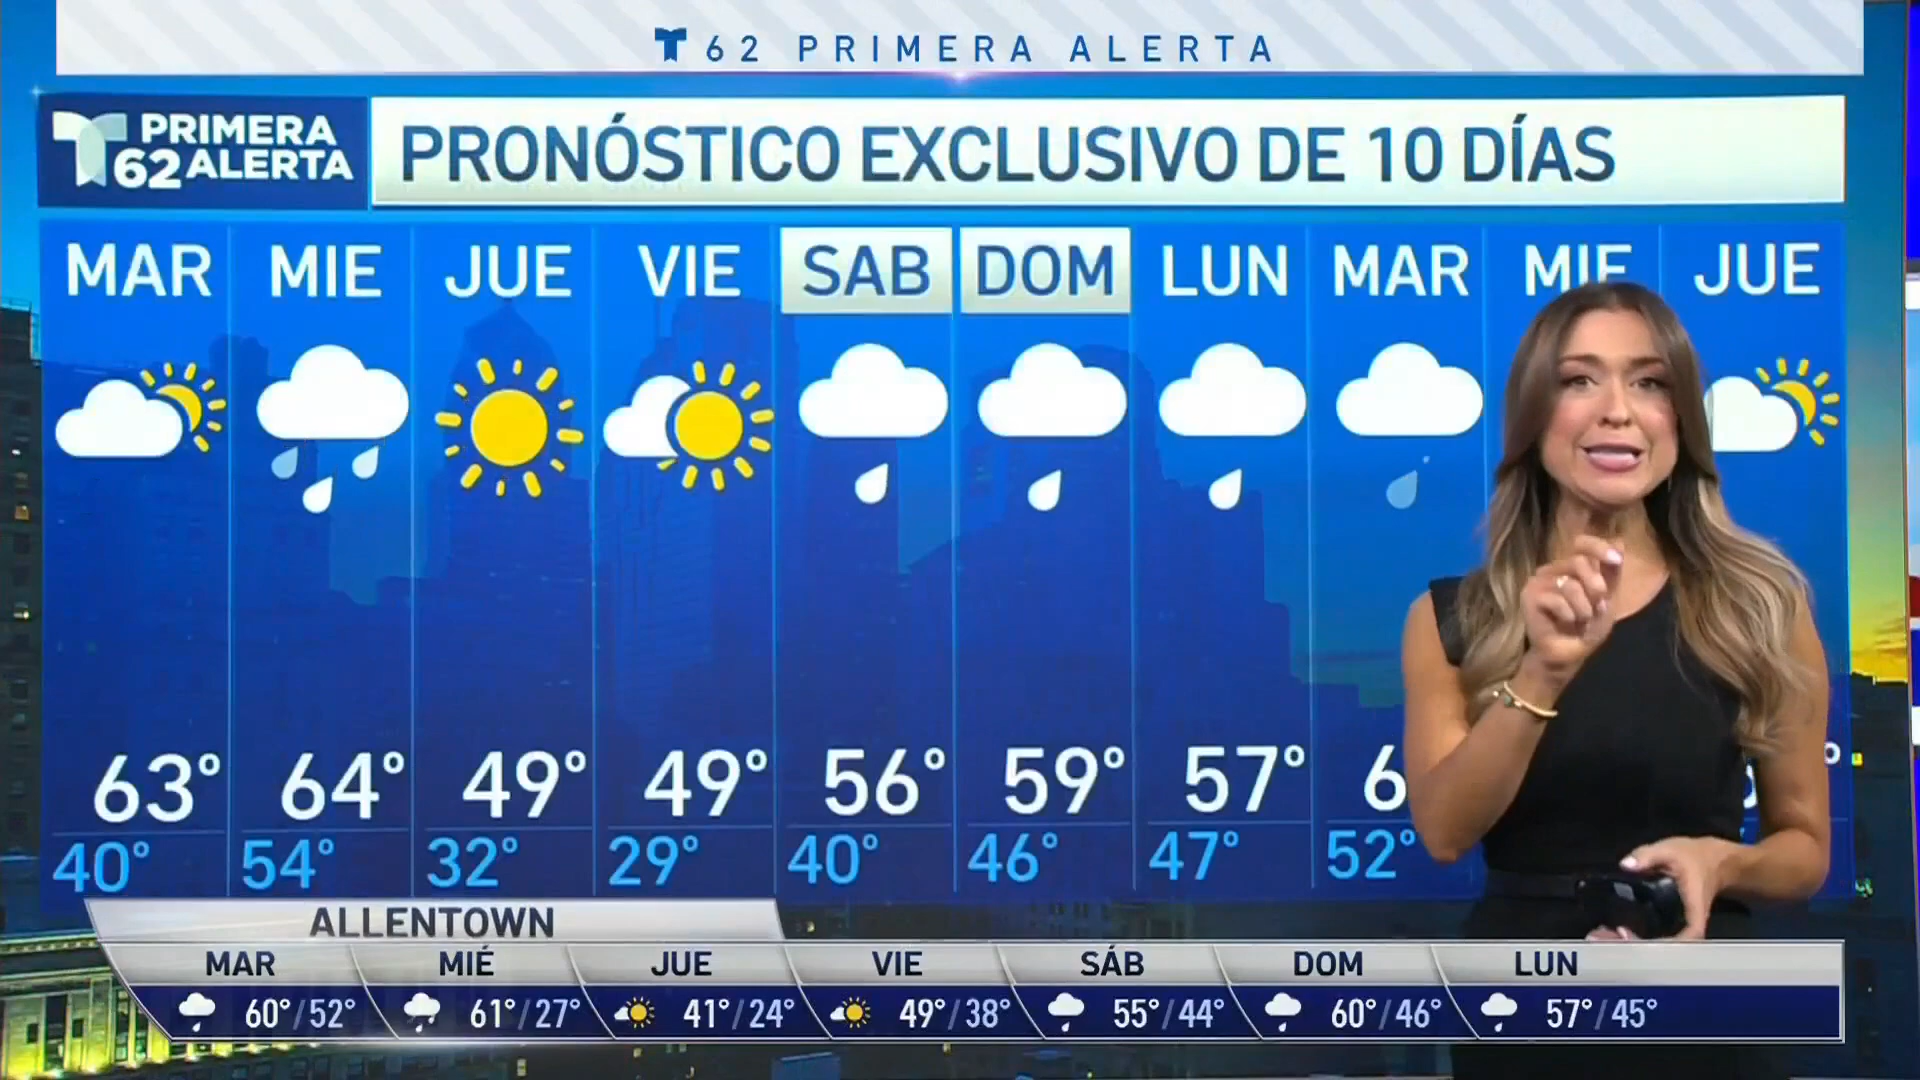 62 PRIMERA ALERTA
PRIMERA
62 ALERTA
PRONÓSTICO EXCLUSIVO DE 10 DÍAS
MAR MIE JUE VIE SAB DOM LUN MAR MIE JUE
63° 64° 49° 49° 56° 59° 57°
40° 54° 32° 29° 40° 46° 47° 52°
ALLENTOWN
MAR MIÉ JUE VIE SÁB DOM LUN
60°/52° 61°/27° 41°/24° 49°/38° 55°/44° 60°/46° 57°/45°